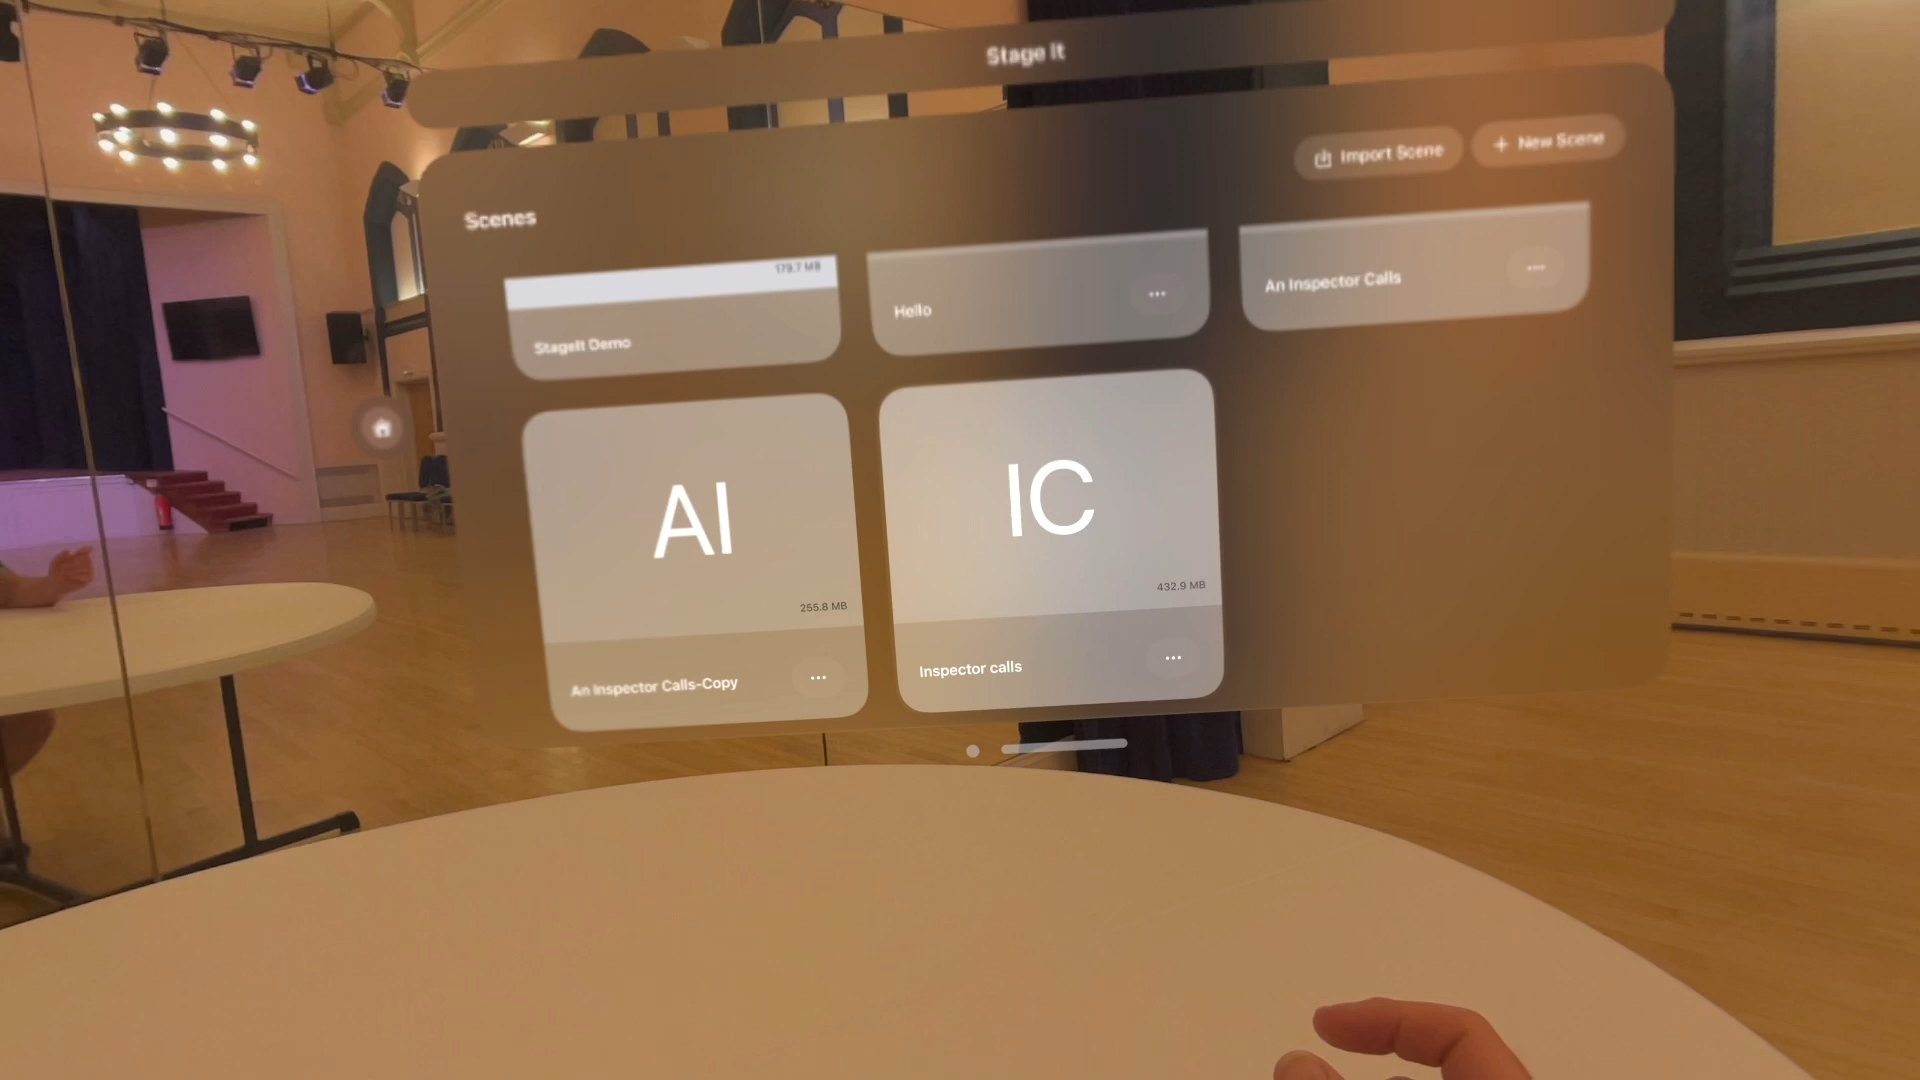 Stage It
Import Scene
+ New Scene
Scenes
179.7 MB
StageIt Demo
Hello
An Inspector Calls
AI
255.8 MB
An Inspector Calls-Copy
IC
432.9 MB
Inspector calls